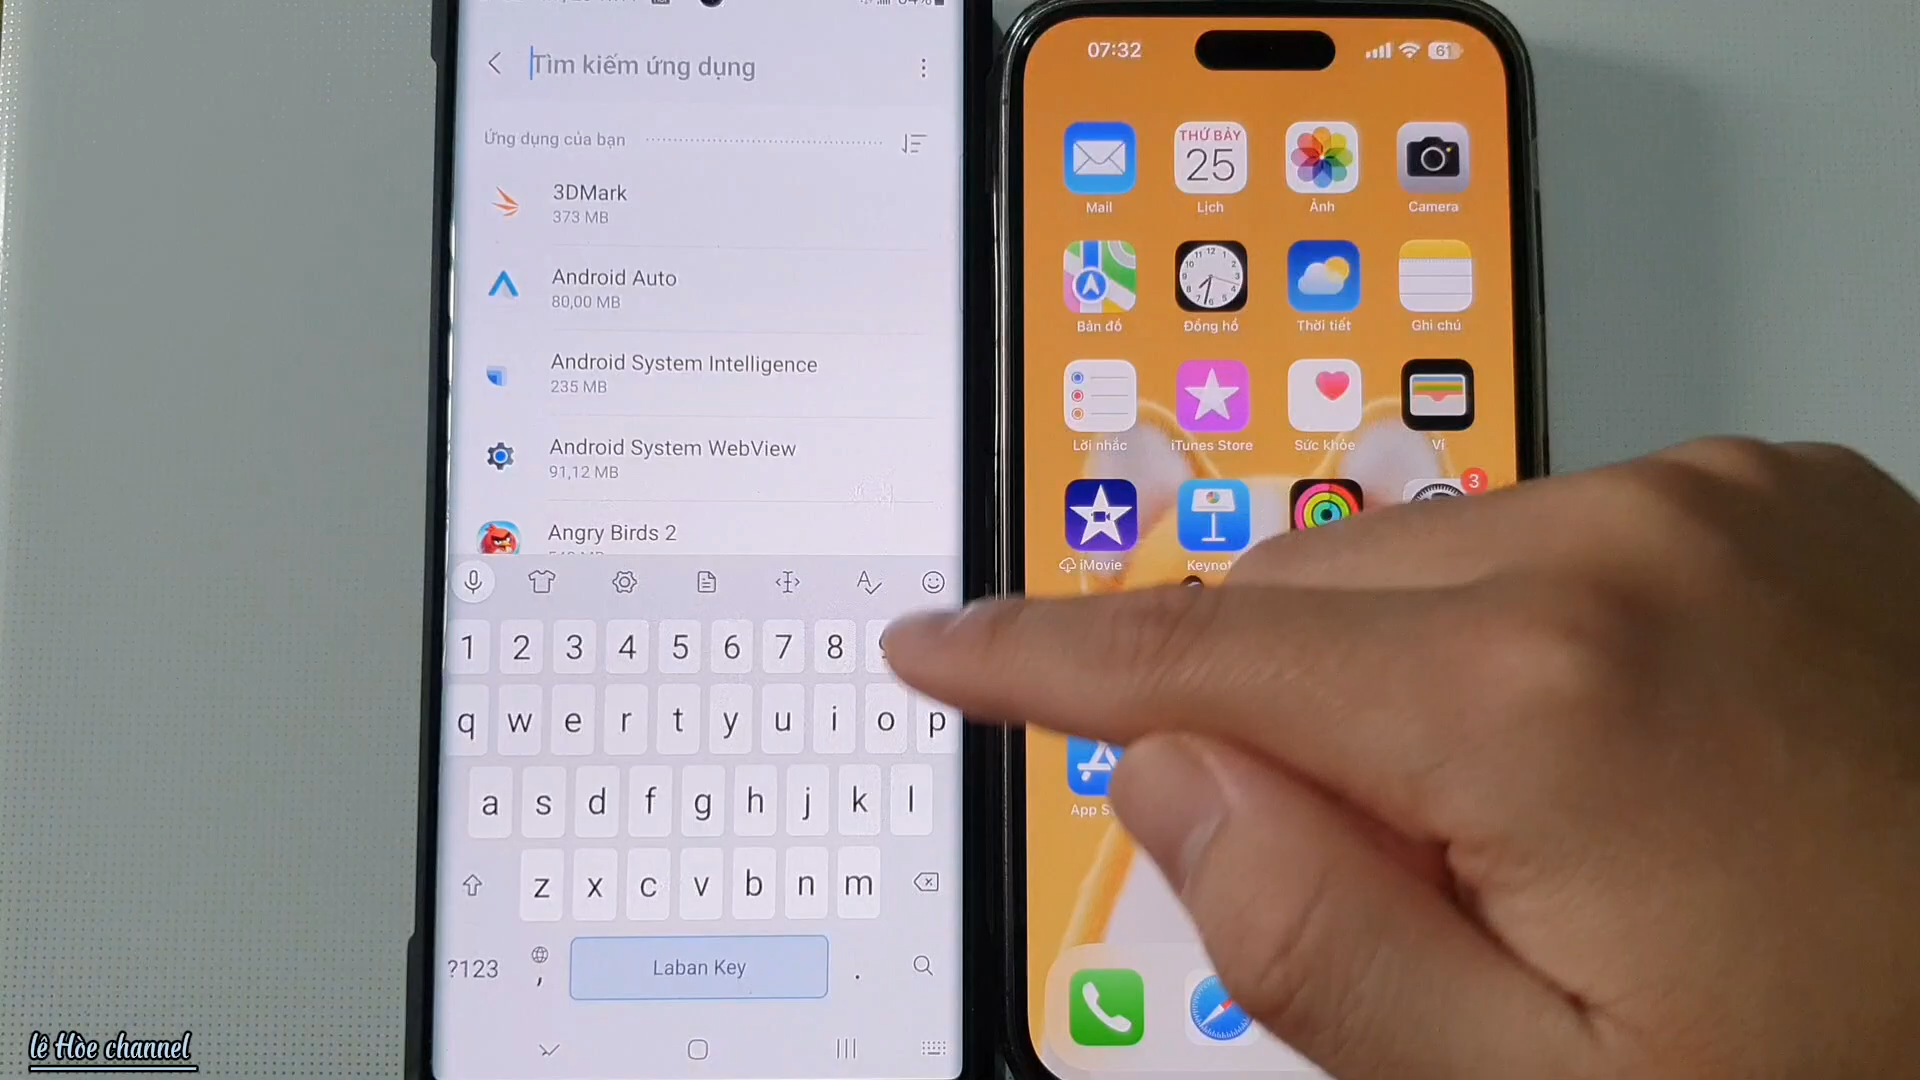 Tìm kiếm ứng dụng
Ứng dụng của bạn
3DMark
373 MB
Android Auto
80,00 MB
Android System Intelligence
235 MB
Android System WebView
91,12 MB
Angry Birds 2
1 2 3 4 5 6 7 8
q w e r t y u i o p
a s d f g h j k l
z x c v b n m
?123 , Laban Key .
07:32
61
THỨ BẢY
25
Mail Lịch Ảnh Camera
Bản đồ Đồng hồ Thời tiết Ghi chú
Lời nhắc iTunes Store Sức khỏe Ví
3
iMovie
lê Hòe channel